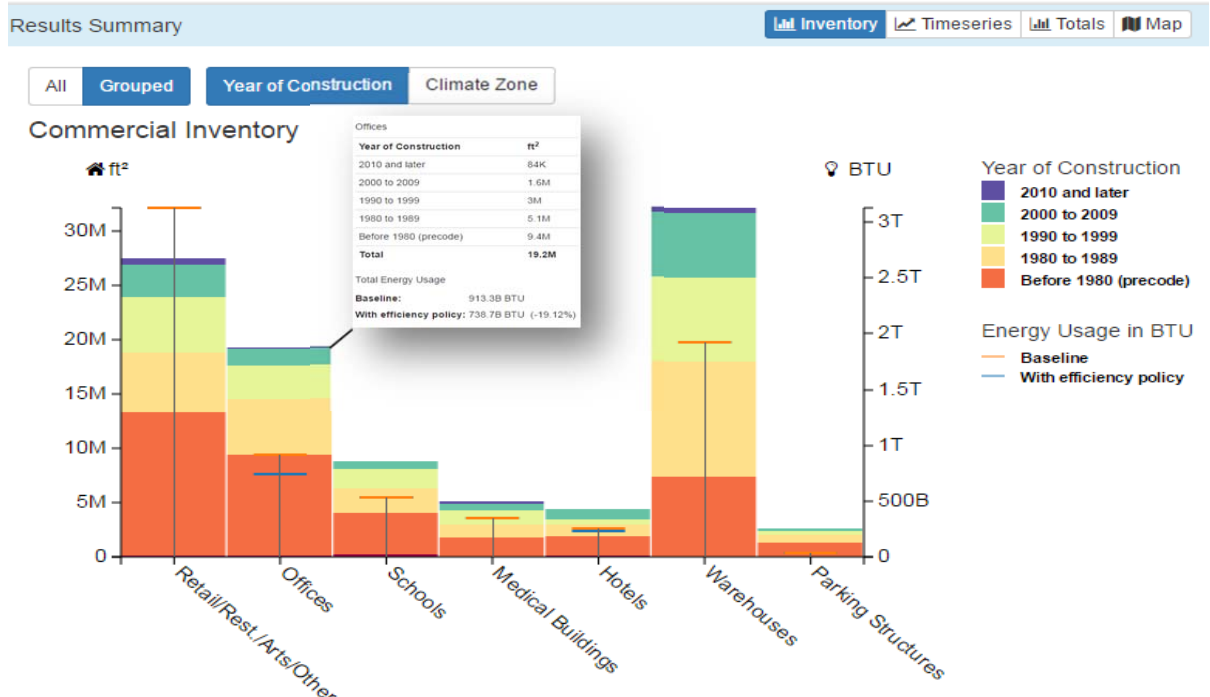 Results Summary
Inventory Timeseries Totals Map
All Grouped Year of Construction Climate Zone
Commercial Inventory
ft²
BTU
Offices
Year of Construction ft²
2010 and later 84K
2000 to 2009 1.6M
1990 to 1999 3M
1980 to 1989 5.1M
Before 1980 (precode) 9.4M
Total 19.2M
Total Energy Usage
Baseline: 913.3B BTU
With efficiency policy: 738.7B BTU (-19.12%)
30M
25M
20M
15M
10M
5M
0
3T
2.5T
2T
1.5T
1T
500B
0
Retail/Rest./Arts/Other
Offices
Schools
Medical Buildings
Hotels
Warehouses
Parking Structures
Year of Construction
2010 and later
2000 to 2009
1990 to 1999
1980 to 1989
Before 1980 (precode)
Energy Usage in BTU
Baseline
With efficiency policy